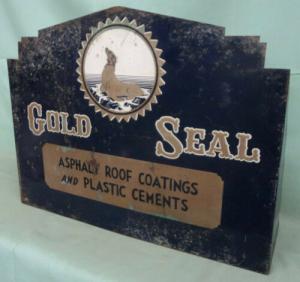 GOLD SEAL
ASPHALT ROOF COATINGS
AND PLASTIC CEMENTS